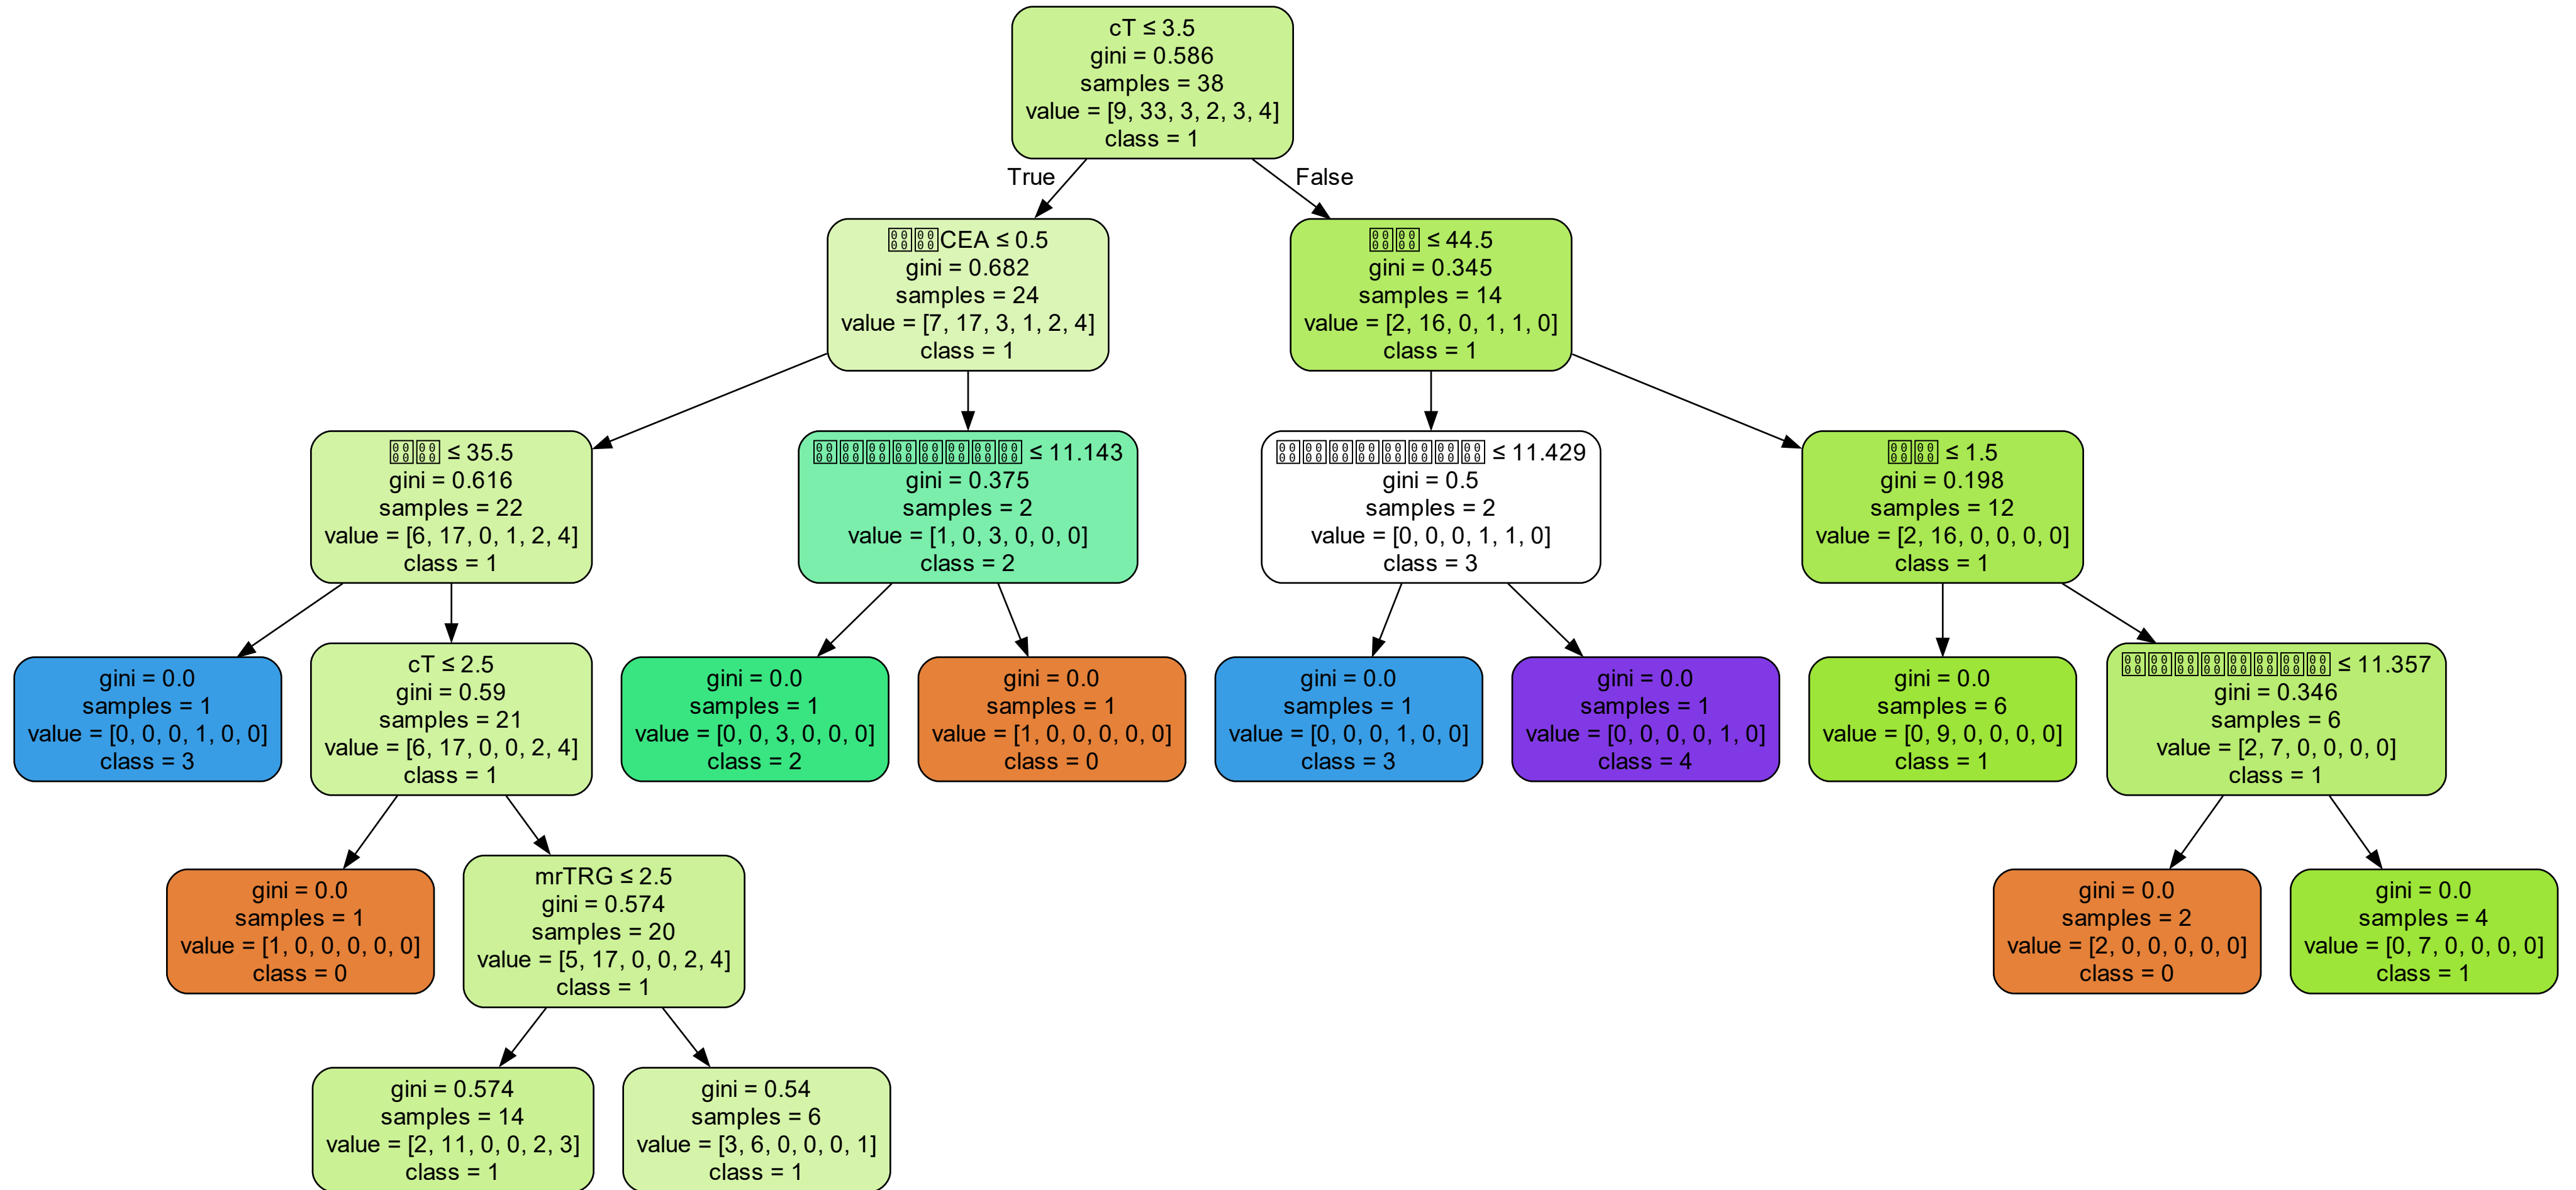 cT ≤ 3.5
gini = 0.586
samples = 38
value = [9, 33, 3, 2, 3, 4]
class = 1
True
False
CEA ≤ 0.5
gini = 0.682
samples = 24
value = [7, 17, 3, 1, 2, 4]
class = 1
≤ 44.5
gini = 0.345
samples = 14
value = [2, 16, 0, 1, 1, 0]
class = 1
≤ 35.5
gini = 0.616
samples = 22
value = [6, 17, 0, 1, 2, 4]
class = 1
≤ 11.143
gini = 0.375
samples = 2
value = [1, 0, 3, 0, 0, 0]
class = 2
≤ 11.429
gini = 0.5
samples = 2
value = [0, 0, 0, 1, 1, 0]
class = 3
≤ 1.5
gini = 0.198
samples = 12
value = [2, 16, 0, 0, 0, 0]
class = 1
gini = 0.0
samples = 1
value = [0, 0, 0, 1, 0, 0]
class = 3
cT ≤ 2.5
gini = 0.59
samples = 21
value = [6, 17, 0, 0, 2, 4]
class = 1
gini = 0.0
samples = 1
value = [0, 0, 3, 0, 0, 0]
class = 2
gini = 0.0
samples = 1
value = [1, 0, 0, 0, 0, 0]
class = 0
gini = 0.0
samples = 1
value = [0, 0, 0, 1, 0, 0]
class = 3
gini = 0.0
samples = 1
value = [0, 0, 0, 0, 1, 0]
class = 4
gini = 0.0
samples = 6
value = [0, 9, 0, 0, 0, 0]
class = 1
≤ 11.357
gini = 0.346
samples = 6
value = [2, 7, 0, 0, 0, 0]
class = 1
gini = 0.0
samples = 1
value = [1, 0, 0, 0, 0, 0]
class = 0
mrTRG ≤ 2.5
gini = 0.574
samples = 20
value = [5, 17, 0, 0, 2, 4]
class = 1
gini = 0.0
samples = 2
value = [2, 0, 0, 0, 0, 0]
class = 0
gini = 0.0
samples = 4
value = [0, 7, 0, 0, 0, 0]
class = 1
gini = 0.574
samples = 14
value = [2, 11, 0, 0, 2, 3]
class = 1
gini = 0.54
samples = 6
value = [3, 6, 0, 0, 0, 1]
class = 1